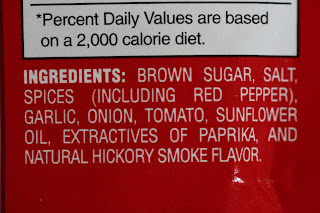 *Percent Daily Values are based
on a 2,000 calorie diet.
INGREDIENTS: BROWN SUGAR, SALT,
SPICES (INCLUDING RED PEPPER),
GARLIC, ONION, TOMATO, SUNFLOWER
OIL, EXTRACTIVES OF PAPRIKA, AND
NATURAL HICKORY SMOKE FLAVOR.